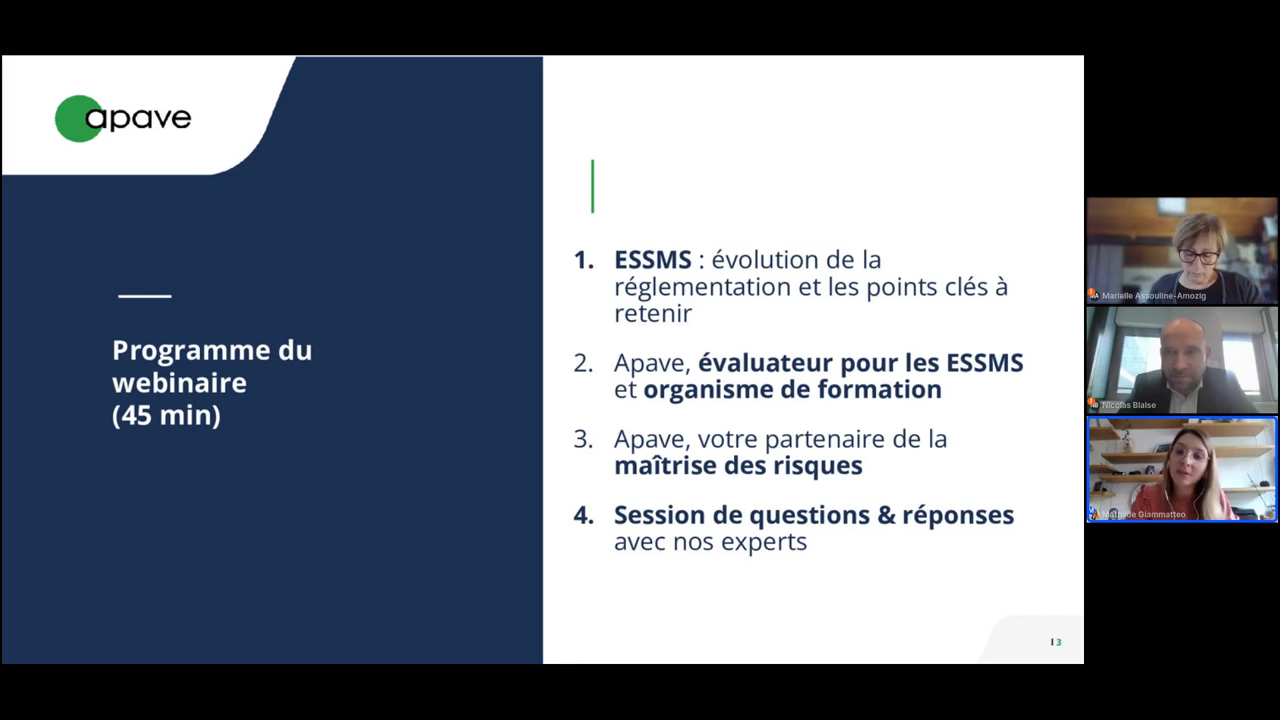 apave
Programme du
webinaire
(45 min)
1. ESSMS : évolution de la
réglementation et les points clés à
retenir
2. Apave, évaluateur pour les ESSMS
et organisme de formation
3. Apave, votre partenaire de la
maîtrise des risques
4. Session de questions & réponses
avec nos experts
3
Marielle Assouline-Amozig
Nicolas Blaise
Mathilde Giammatteo